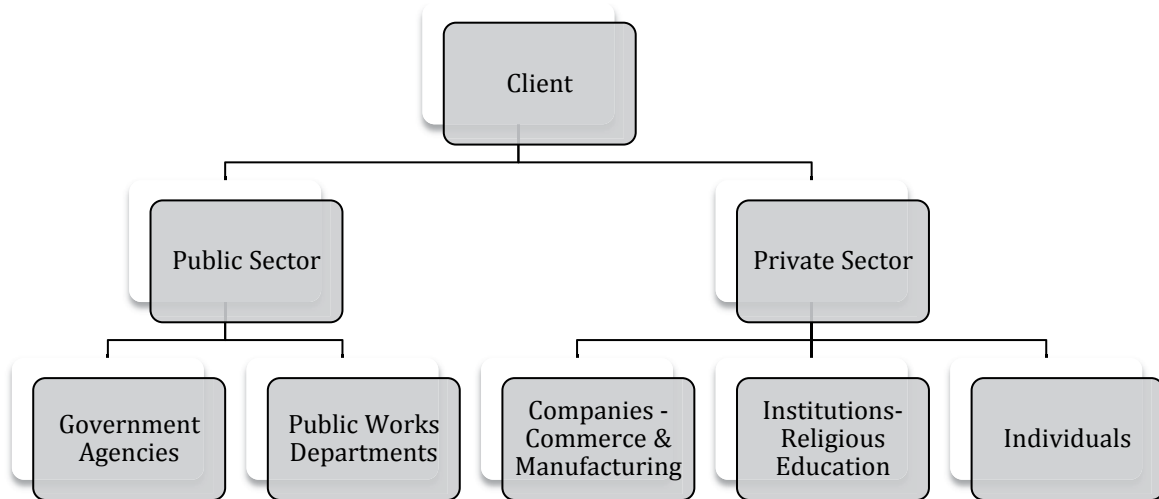 Client
Public Sector
Private Sector
Government
Agencies
Public Works
Departments
Companies -
Commerce &
Manufacturing
Institutions-
Religious
Education
Individuals